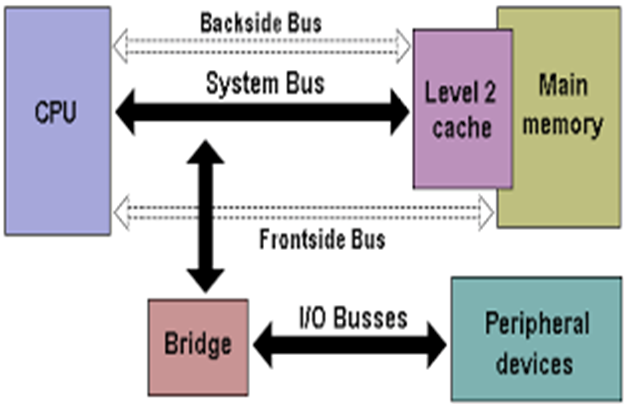 Backside Bus
System Bus
CPU
Level 2
cache
Main
memory
Frontside Bus
I/O Busses
Bridge
Peripheral
devices